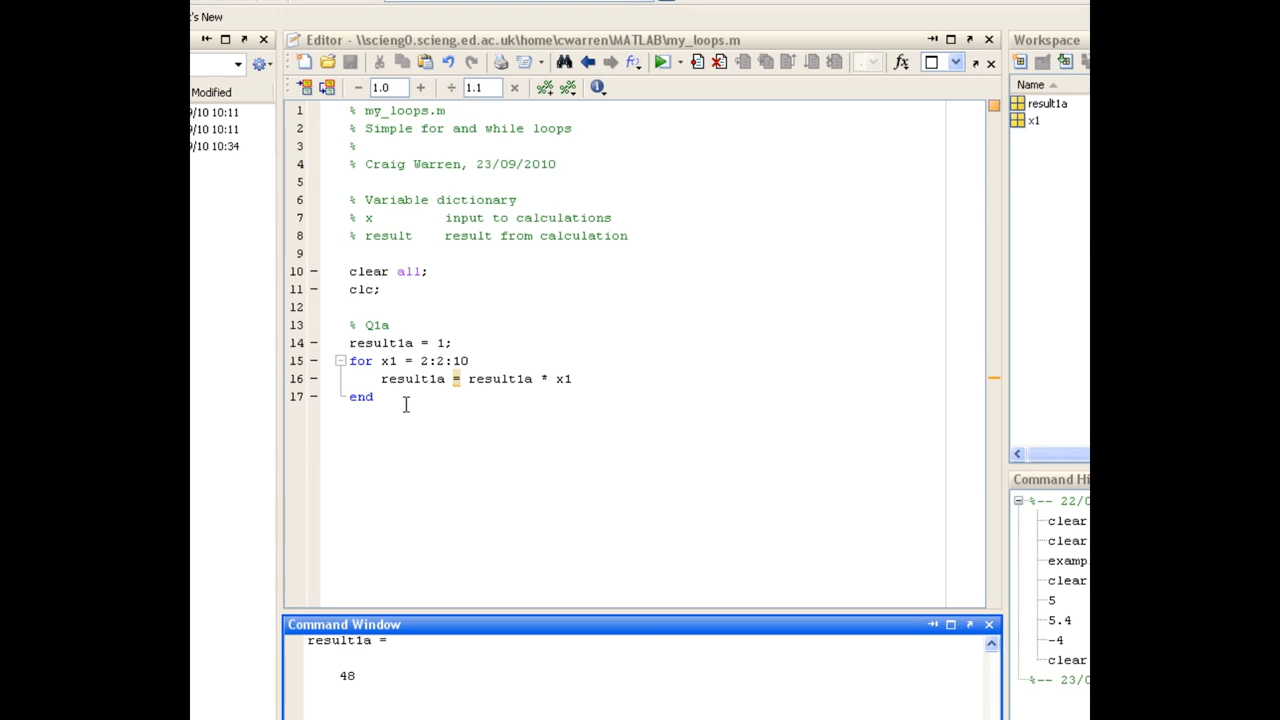 's New
Editor - \\scieng0.scieng.ed.ac.uk\home\cwarren\MATLAB\my_loops.m
Workspace
1.0
1.1
Modified
Name
9/10 10:11
9/10 10:11
9/10 10:34
result1a
x1
1 % my_loops.m
2 % Simple for and while loops
3 %
4 % Craig Warren, 23/09/2010
5
6 % Variable dictionary
7 % x input to calculations
8 % result result from calculation
9
10 clear all;
11 clc;
12
13 % Q1a
14 result1a = 1;
15 for x1 = 2:2:10
16 result1a = result1a * x1
17 end
Command Hi
%-- 22/0
clear
clear
examp
clear
5
5.4
-4
clear
%-- 23/0
Command Window
result1a =
48